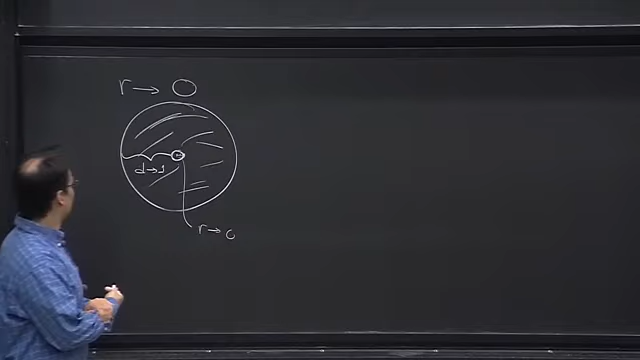 r → 0
d → 1
r → 0